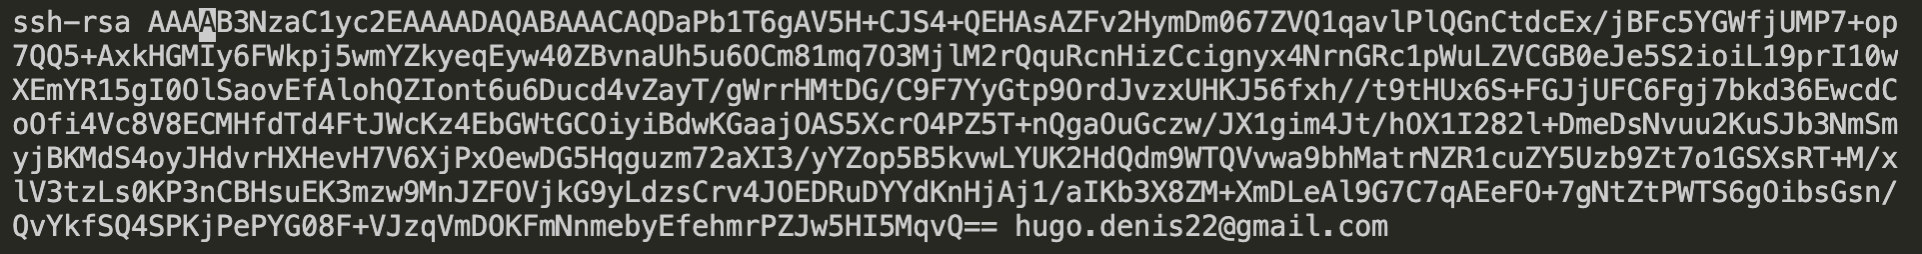 ssh-rsa AAAAB3NzaC1yc2EAAAADAQABAAACAQDaPb1T6gAV5H+CJS4+QEHAsAZFv2HymDm067ZVQ1qavlPlQGnCtdcEx/jBFc5YGWfjUMP7+op
7QQ5+AxkHGMIy6FWkpj5wmYZkyeqEyw40ZBvnaUh5u6OCm81mq7O3MjlM2rQquRcnHizCcignyx4NrnGRc1pWuLZVCGB0eJe5S2ioiL19prI10w
XEmYR15gI0OlSaovEfAlohQZIont6u6Ducd4vZayT/gWrrHMtDG/C9F7YyGtp9OrdJvzxUHKJ56fxh//t9tHUx6S+FGJjUFC6Fgj7bkd36EwcdC
oOfi4Vc8V8ECMHfdTd4FtJWcKz4EbGWtGCOiyiBdwKGaajOAS5XcrO4PZ5T+nQgaOuGczw/JX1gim4Jt/hOX1I282l+DmeDsNvuu2KuSJb3NmSm
yjBKMdS4oyJHdvrHXHevH7V6XjPxOewDG5Hqguzm72aXI3/yYZop5B5kvwLYUK2HdQdm9WTQVvwa9bhMatrNZR1cuZY5Uzb9Zt7o1GSXsRT+M/x
lV3tzLs0KP3nCBHsuEK3mzw9MnJZFOVjkG9yLdzsCrv4JOEDRuDYYdKnHjAj1/aIKb3X8ZM+XmDLeAl9G7C7qAEeFO+7gNtZtPWTS6gOibsGsn/
QvYkfSQ4SPKjPePYG08F+VJzqVmDOKFmNnmebyEfehmrPZJw5HI5MqvQ== hugo.denis22@gmail.com